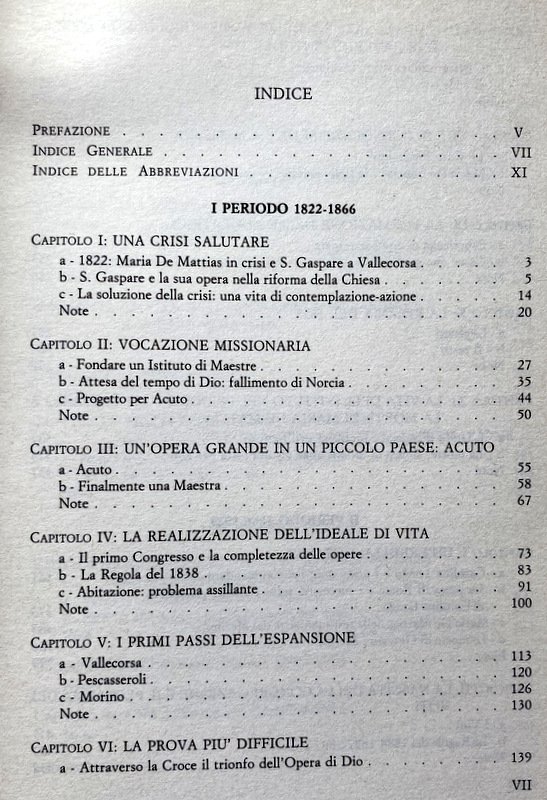 INDICE
PREFAZIONE . . . . . . . . . . . . . . . . . . . V
INDICE GENERALE . . . . . . . . . . . . . . . . . VII
INDICE DELLE ABBREVIAZIONI . . . . . . . . . . . . . XI
I PERIODO 1822-1866
CAPITOLO I: UNA CRISI SALUTARE
a - 1822: Maria De Mattias in crisi e S. Gaspare a Vallecorsa . . . . 3
b - S. Gaspare e la sua opera nella riforma della Chiesa . . . . . 5
c - La soluzione della crisi: una vita di contemplazione-azione . . . . 14
Note . . . . . . . . . . . . . . . . . . . 20
CAPITOLO II: VOCAZIONE MISSIONARIA
a - Fondare un Istituto di Maestre . . . . . . . . . . . 27
b - Attesa del tempo di Dio: fallimento di Norcia . . . . . . . 35
c - Progetto per Acuto . . . . . . . . . . . . . . 44
Note . . . . . . . . . . . . . . . . . . . 50
CAPITOLO III: UN'OPERA GRANDE IN UN PICCOLO PAESE: ACUTO
a - Acuto . . . . . . . . . . . . . . . . . . 55
b - Finalmente una Maestra . . . . . . . . . . . . . 58
Note . . . . . . . . . . . . . . . . . . . 67
CAPITOLO IV: LA REALIZZAZIONE DELL'IDEALE DI VITA
a - Il primo Congresso e la completezza delle opere . . . . . . 73
b - La Regola del 1838 . . . . . . . . . . . . . . 83
c - Abitazione: problema assillante . . . . . . . . . . . 91
Note . . . . . . . . . . . . . . . . . . . 100
CAPITOLO V: I PRIMI PASSI DELL'ESPANSIONE
a - Vallecorsa . . . . . . . . . . . . . . . . . 113
b - Pescasseroli . . . . . . . . . . . . . . . . 120
c - Morino . . . . . . . . . . . . . . . . . . 126
Note . . . . . . . . . . . . . . . . . . . 130
CAPITOLO VI: LA PROVA PIU' DIFFICILE
a - Attraverso la Croce il trionfo dell'Opera di Dio . . . . . . 139
VII